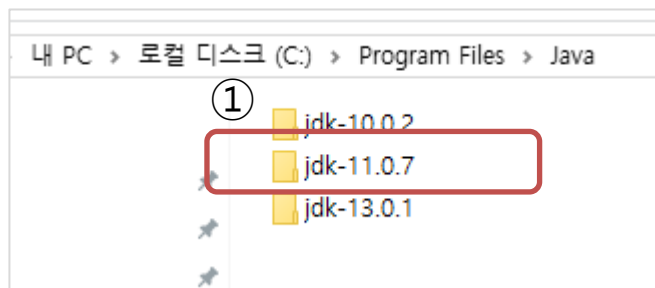 내 PC > 로컬 디스크 (C:) > Program Files > Java
①
jdk-10.0.2
jdk-11.0.7
jdk-13.0.1